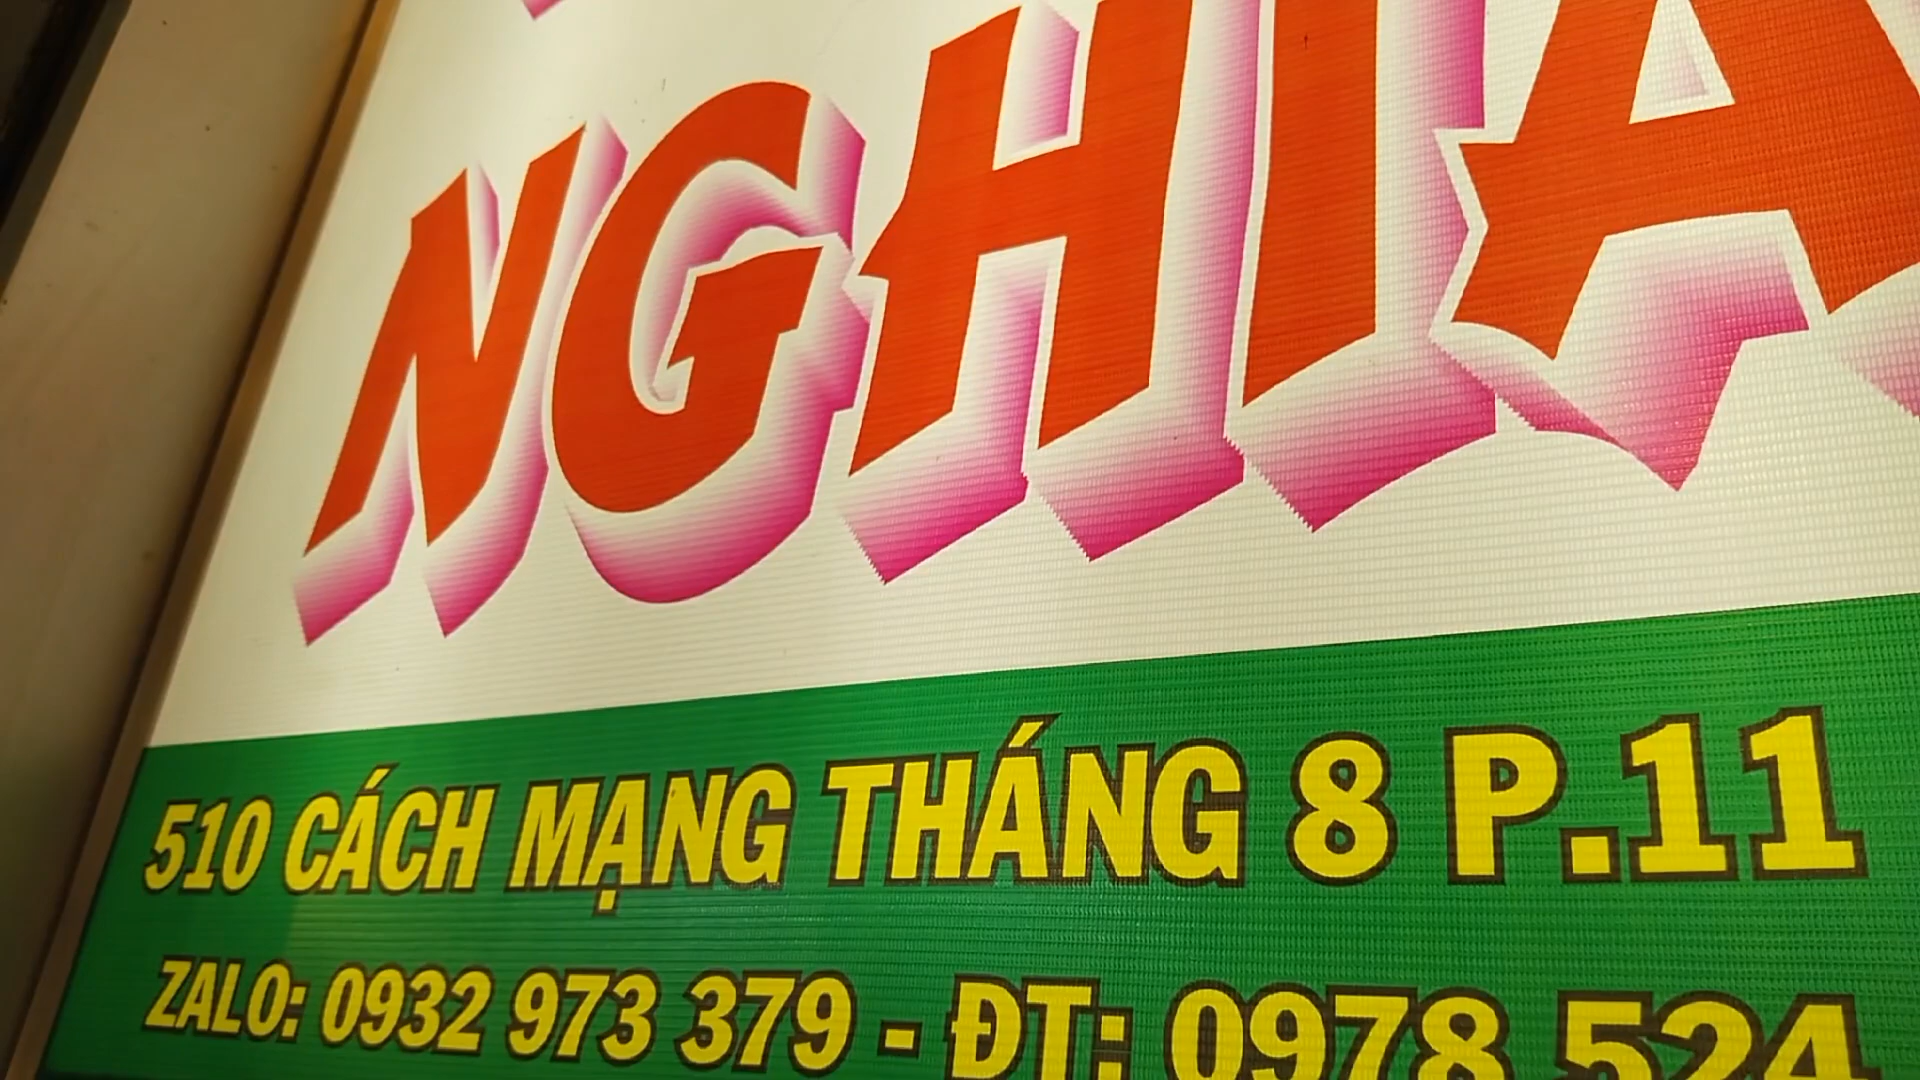 NGHIA
510 CÁCH MẠNG THÁNG 8 P.11
ZALO: 0932 973 379 - ĐT: 0978 524